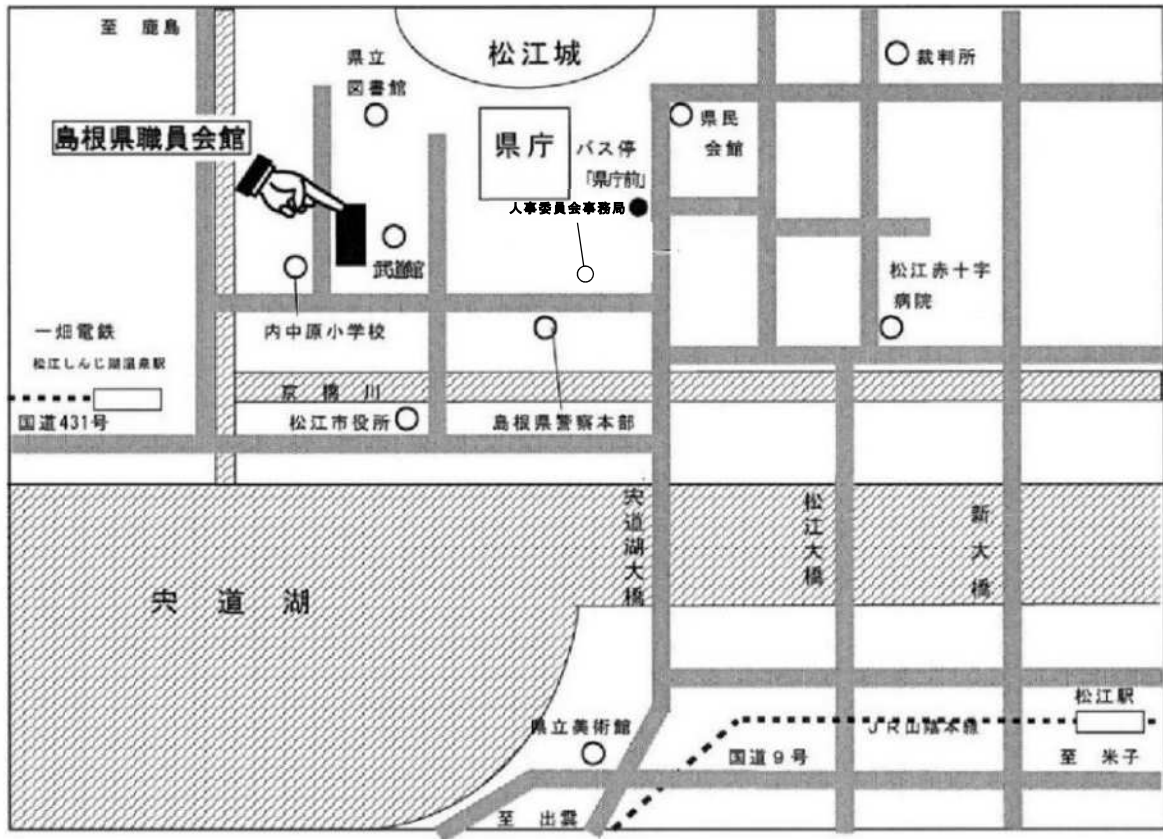 至 鹿島
松江城
裁判所
県立
図書館
島根県職員会館
県庁
バス停
「県庁前」
県民
会館
人事委員会事務局
武道館
松江赤十字
病院
一畑電鉄
松江しんじ湖温泉駅
内中原小学校
京橋川
国道431号
松江市役所
島根県警察本部
宍道湖大橋
松江大橋
新大橋
宍道湖
松江駅
県立美術館
JR山陰本線
国道9号
至 米子
至 出雲